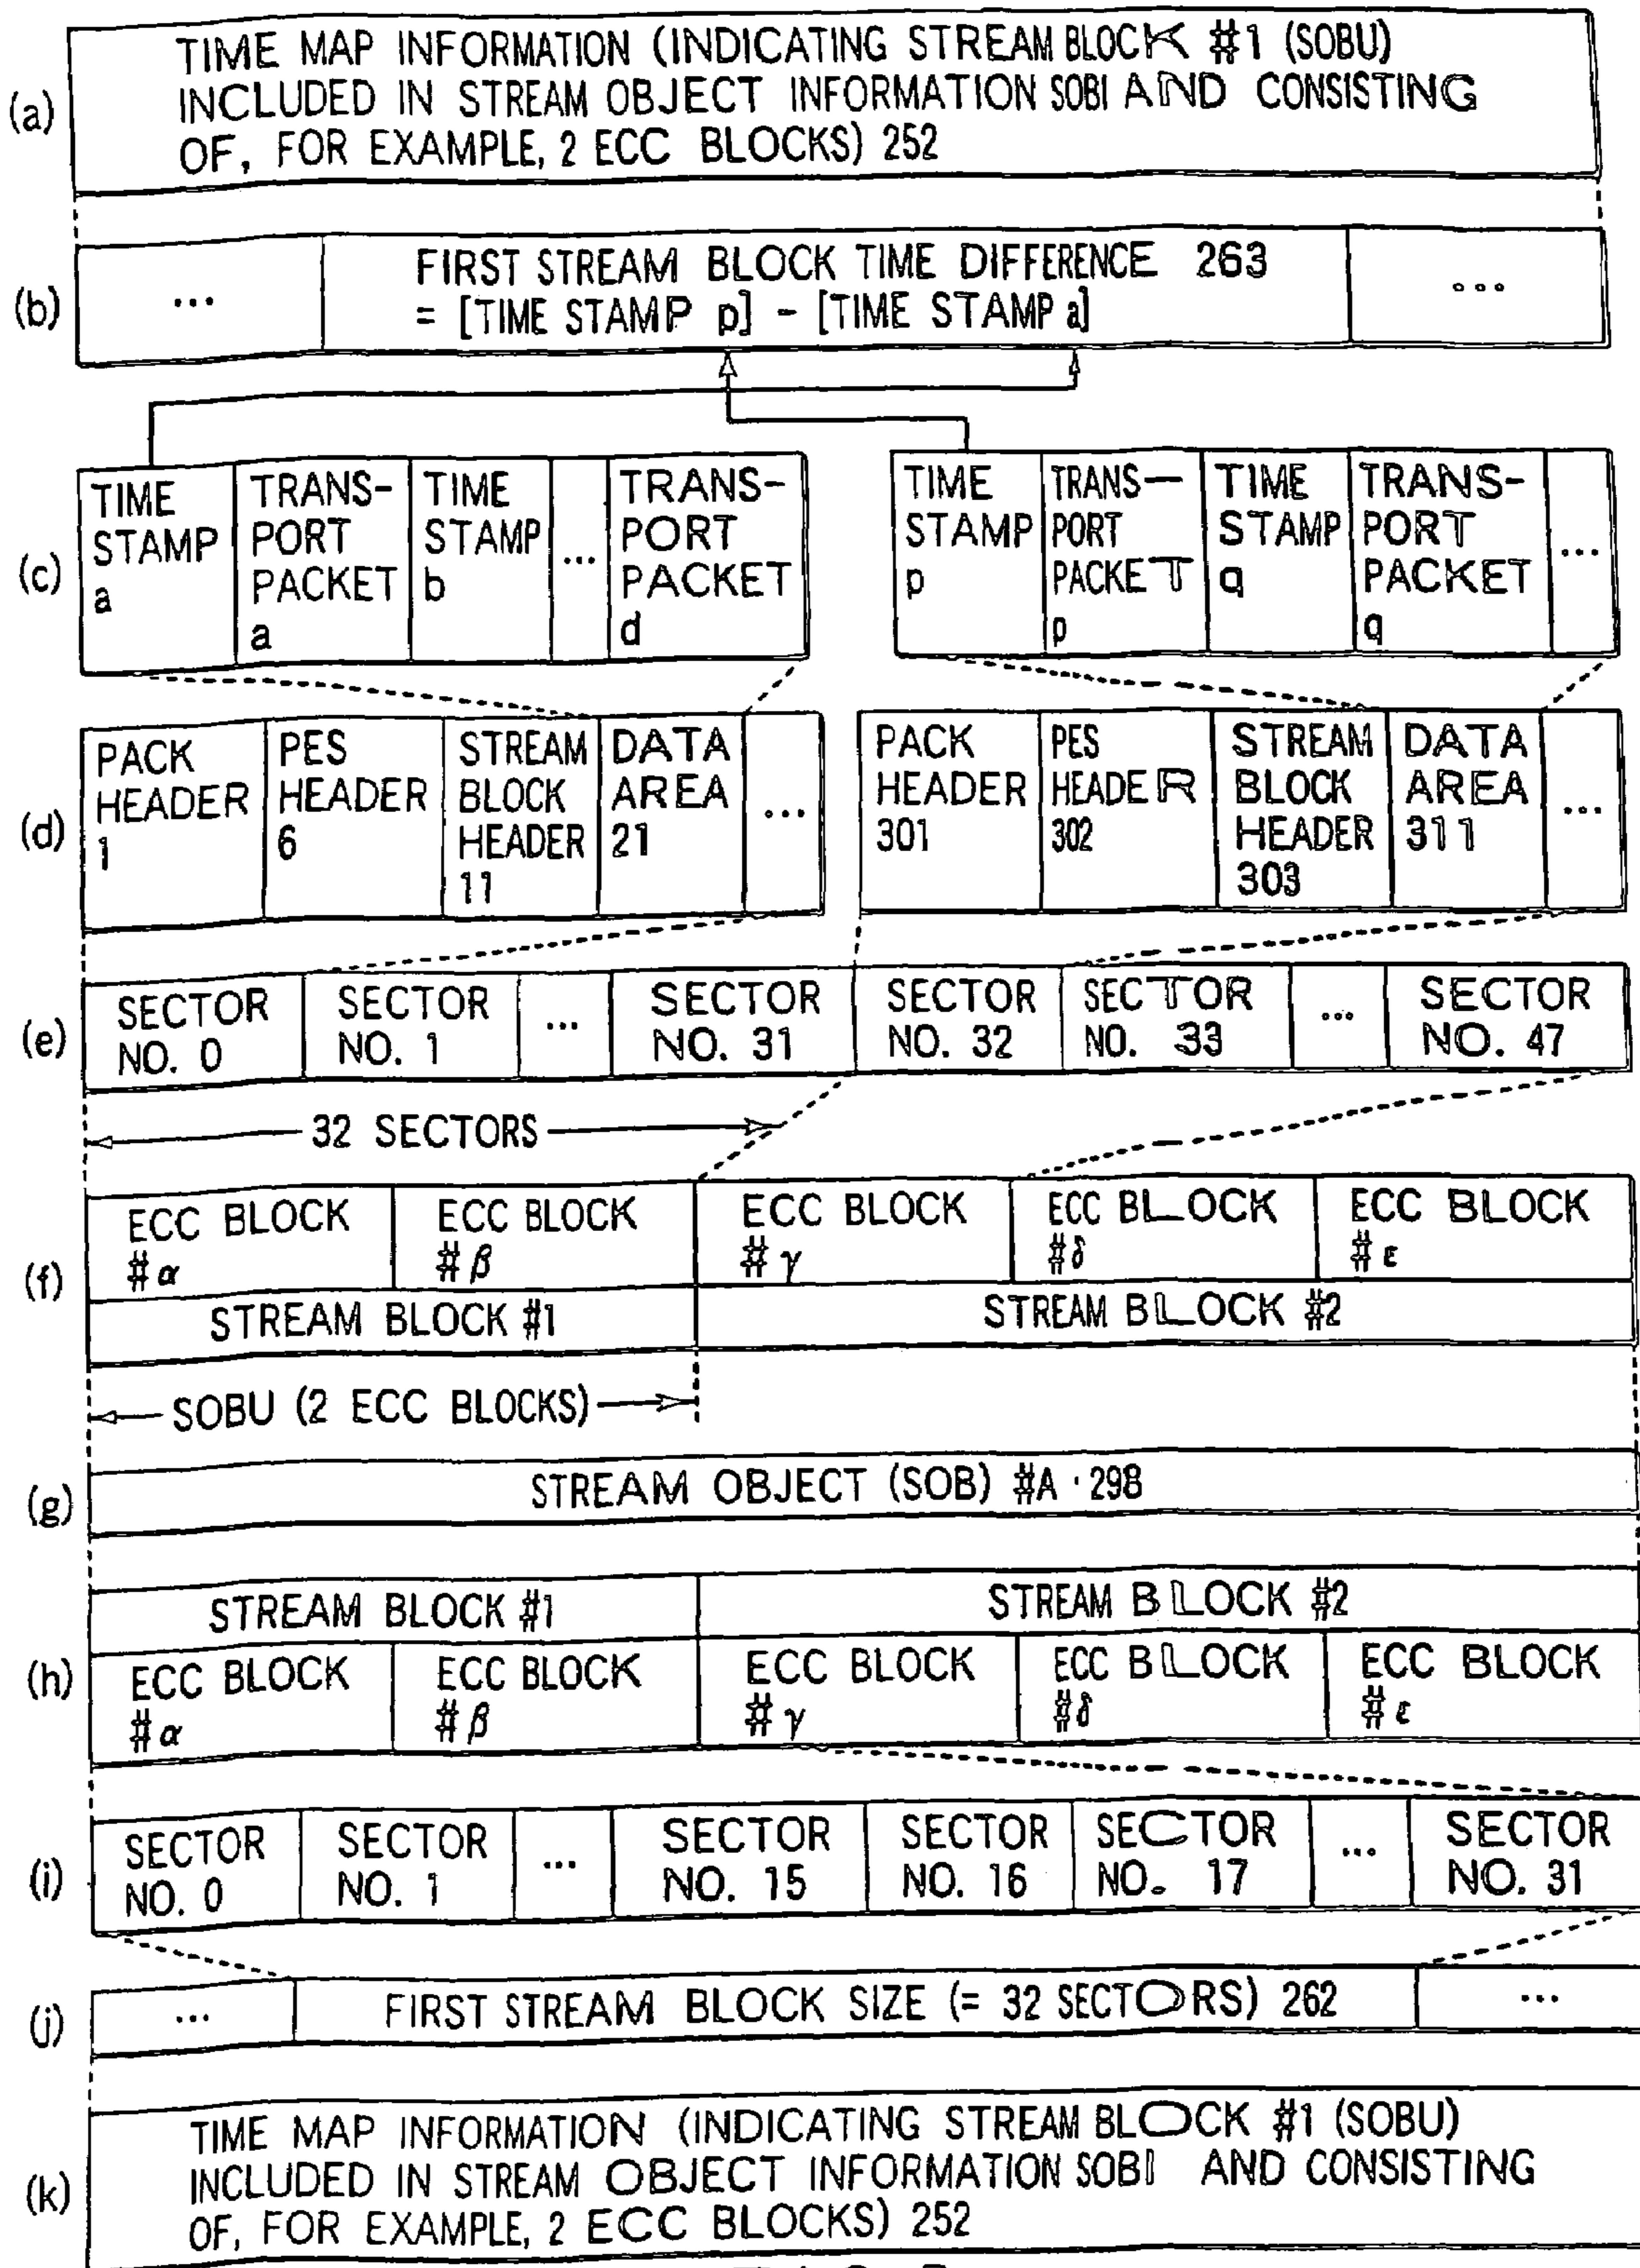 (a)
TIME MAP INFORMATION (INDICATING STREAM BLOCK #1 (SOBU)
INCLUDED IN STREAM OBJECT INFORMATION SOBI AND CONSISTING
OF, FOR EXAMPLE, 2 ECC BLOCKS) 252
(b)
...
FIRST STREAM BLOCK TIME DIFFERENCE 263
= [TIME STAMP p] - [TIME STAMP a]
...
(c)
TIME
STAMP
a
TRANS-
PORT
PACKET
a
TIME
STAMP
b
...
TRANS-
PORT
PACKET
d
TIME
STAMP
p
TRANS-
PORT
PACKET
p
TIME
STAMP
q
TRANS-
PORT
PACKET
q
...
(d)
PACK
HEADER
1
PES
HEADER
6
STREAM
BLOCK
HEADER
11
DATA
AREA
21
...
PACK
HEADER
301
PES
HEADER
302
STREAM
BLOCK
HEADER
303
DATA
AREA
311
...
(e)
SECTOR
NO. 0
SECTOR
NO. 1
...
SECTOR
NO. 31
SECTOR
NO. 32
SECTOR
NO. 33
...
SECTOR
NO. 47
32 SECTORS
(f)
ECC BLOCK
#α
ECC BLOCK
#β
ECC BLOCK
#γ
ECC BLOCK
#δ
ECC BLOCK
#ε
STREAM BLOCK #1
STREAM BLOCK #2
SOBU (2 ECC BLOCKS)
(g)
STREAM OBJECT (SOB) #A · 298
(h)
STREAM BLOCK #1
STREAM BLOCK #2
ECC BLOCK
#α
ECC BLOCK
#β
ECC BLOCK
#γ
ECC BLOCK
#δ
ECC BLOCK
#ε
(i)
SECTOR
NO. 0
SECTOR
NO. 1
...
SECTOR
NO. 15
SECTOR
NO. 16
SECTOR
NO. 17
...
SECTOR
NO. 31
(j)
...
FIRST STREAM BLOCK SIZE (= 32 SECTORS) 262
...
(k)
TIME MAP INFORMATION (INDICATING STREAM BLOCK #1 (SOBU)
INCLUDED IN STREAM OBJECT INFORMATION SOBI AND CONSISTING
OF, FOR EXAMPLE, 2 ECC BLOCKS) 252